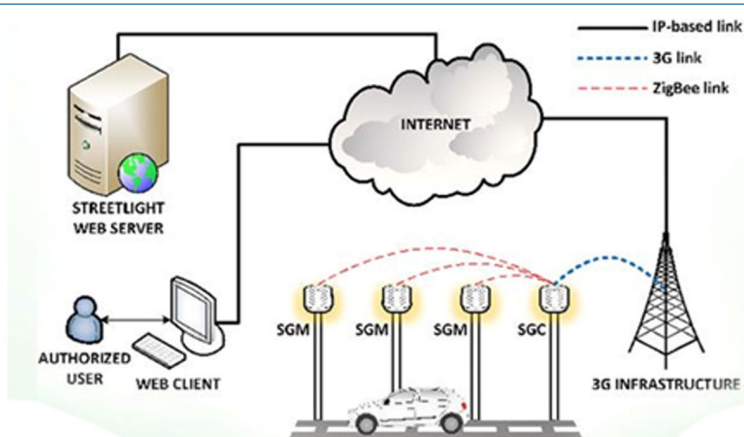 IP-based link
3G link
ZigBee link
INTERNET
STREETLIGHT
WEB SERVER
SGM
SGM
SGM
SGC
AUTHORIZED
USER
WEB CLIENT
3G INFRASTRUCTURE